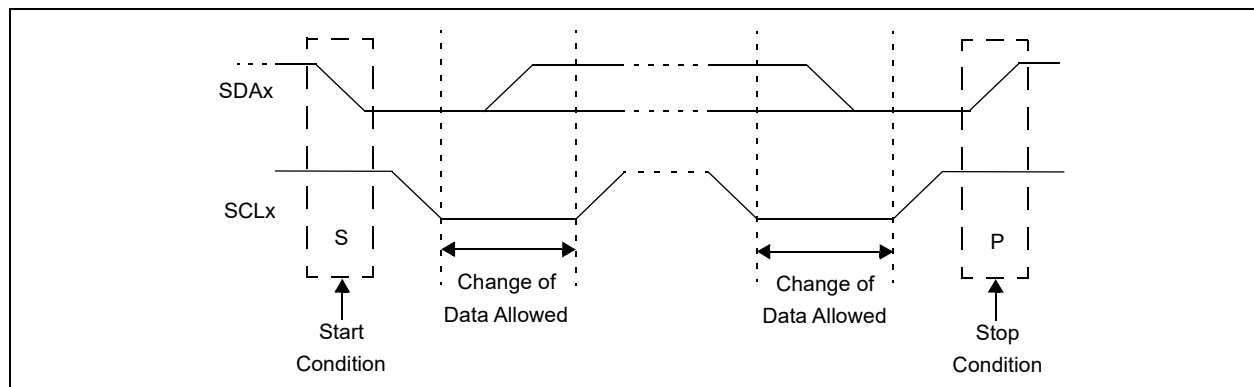 SDAx
SCLx
S
P
Change of
Data Allowed
Change of
Data Allowed
Start
Condition
Stop
Condition